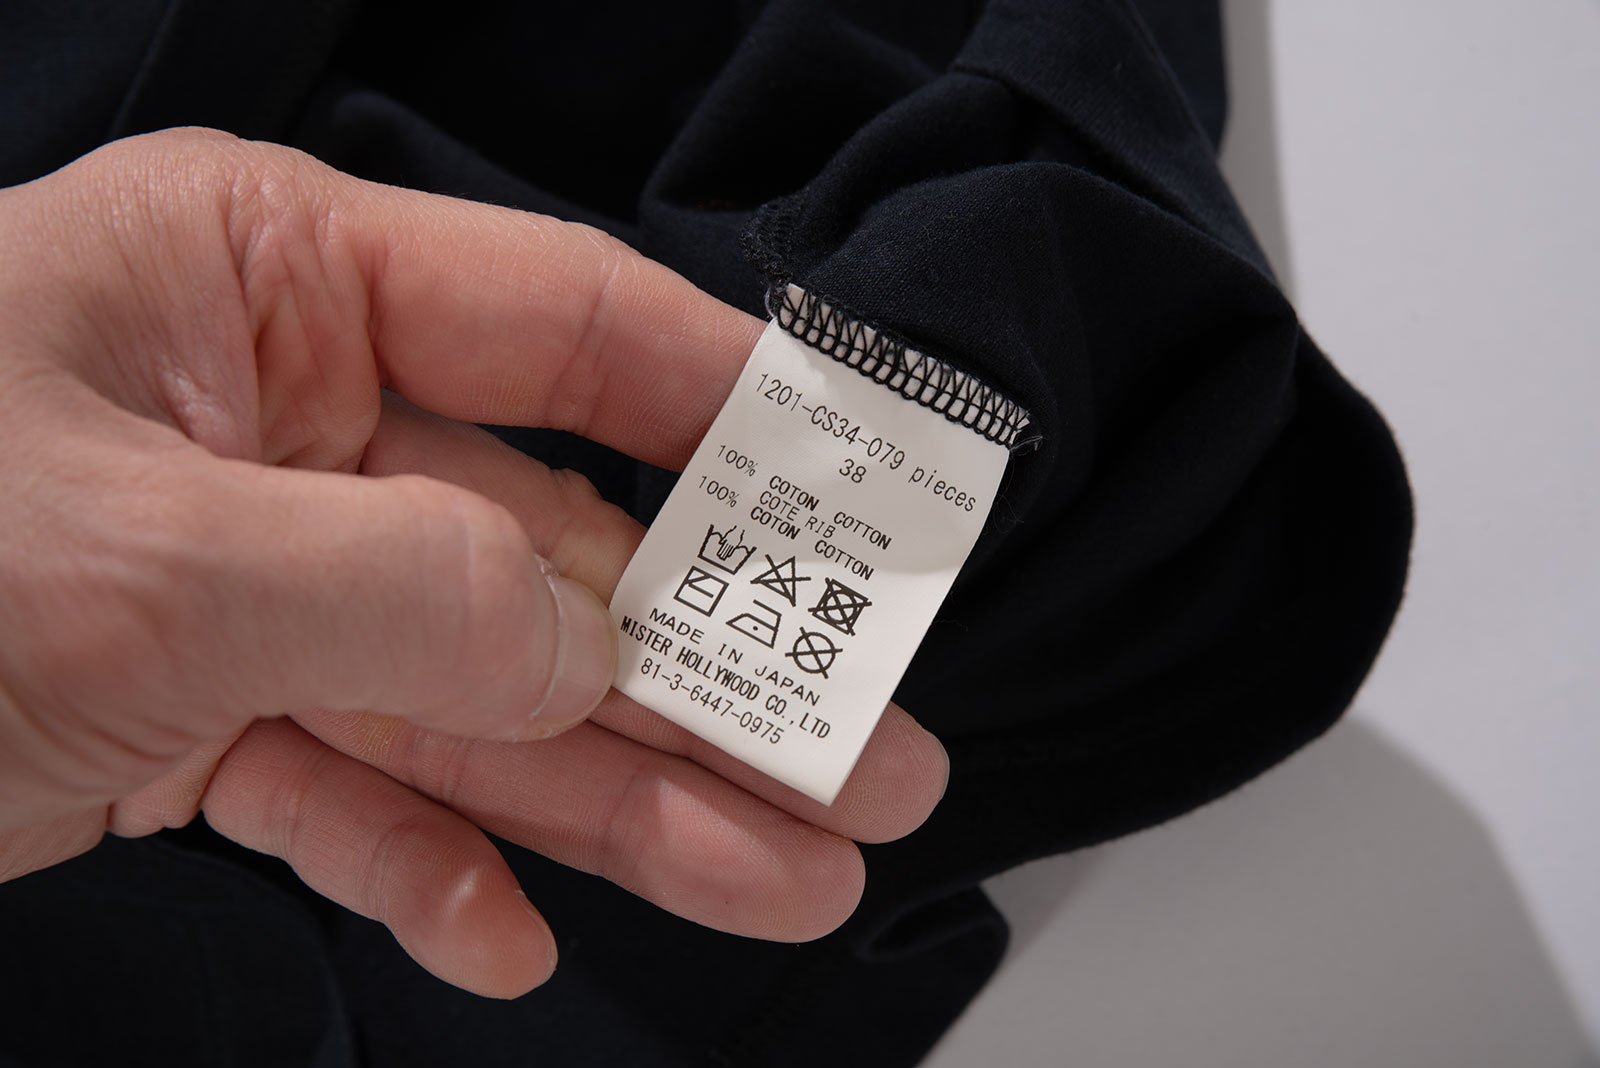 1201-CS34-079 pieces
38
100% COTON COTTON
COTE RIB
100% COTON COTTON
MADE IN JAPAN
MISTER HOLLYWOOD CO.,LTD
81-3-6447-0975